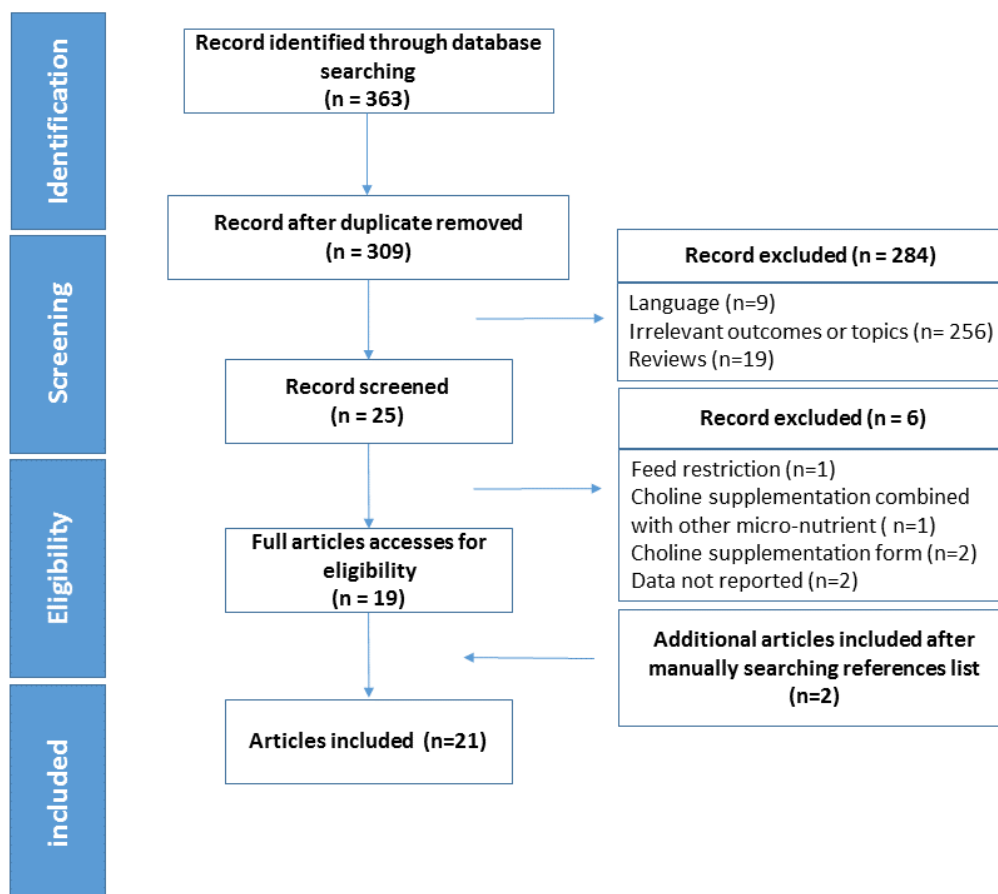 Identification
Record identified through database
searching
(n = 363)
Record after duplicate removed
(n = 309)
Screening
Record excluded (n = 284)
Language (n=9)
Irrelevant outcomes or topics (n= 256)
Reviews (n=19)
Record screened
(n = 25)
Record excluded (n = 6)
Feed restriction (n=1)
Choline supplementation combined
with other micro-nutrient ( n=1)
Choline supplementation form (n=2)
Data not reported (n=2)
Eligibility
Full articles accesses for
eligibility
(n = 19)
Additional articles included after
manually searching references list
(n=2)
included
Articles included (n=21)